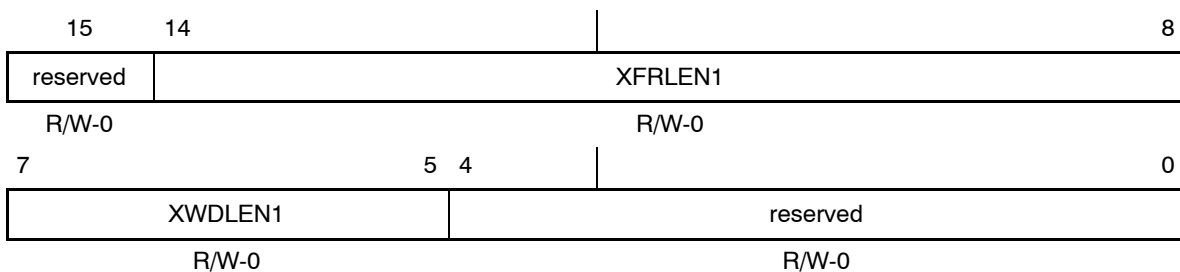 15 14 8
reserved XFRLEN1
R/W-0 R/W-0
7 5 4 0
XWDLEN1 reserved
R/W-0 R/W-0